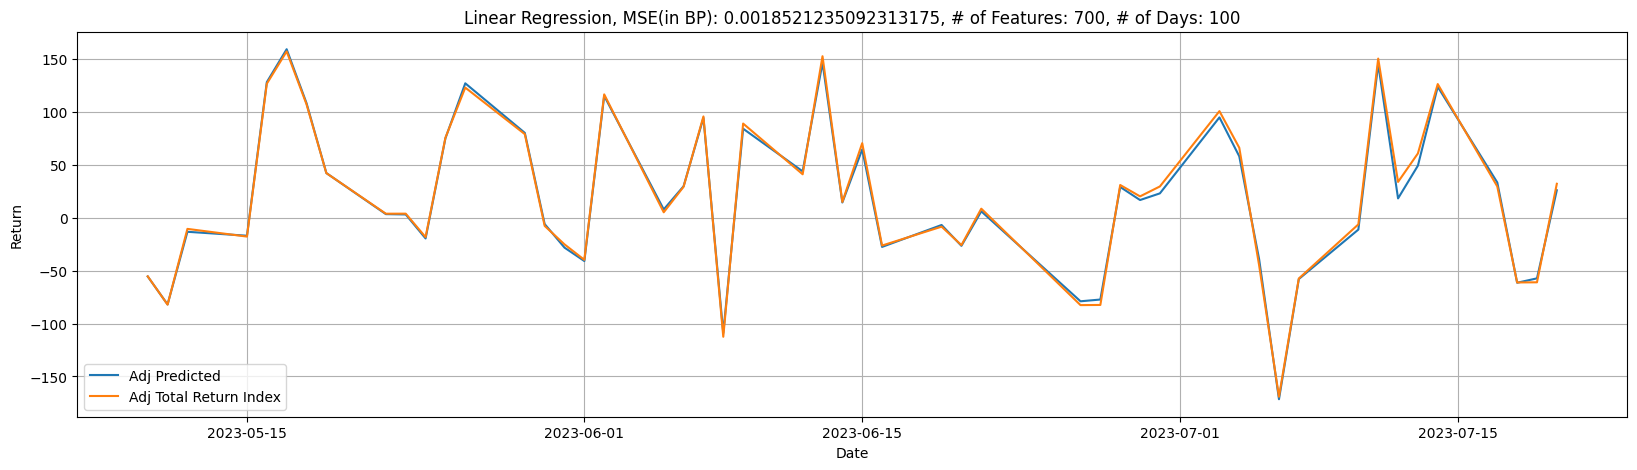 Linear Regression, MSE(in BP): 0.0018521235092313175, # of Features: 700, # of Days: 100
Return
150
100
50
0
−50
−100
−150
Adj Predicted
Adj Total Return Index
2023-05-15
2023-06-01
2023-06-15
2023-07-01
2023-07-15
Date